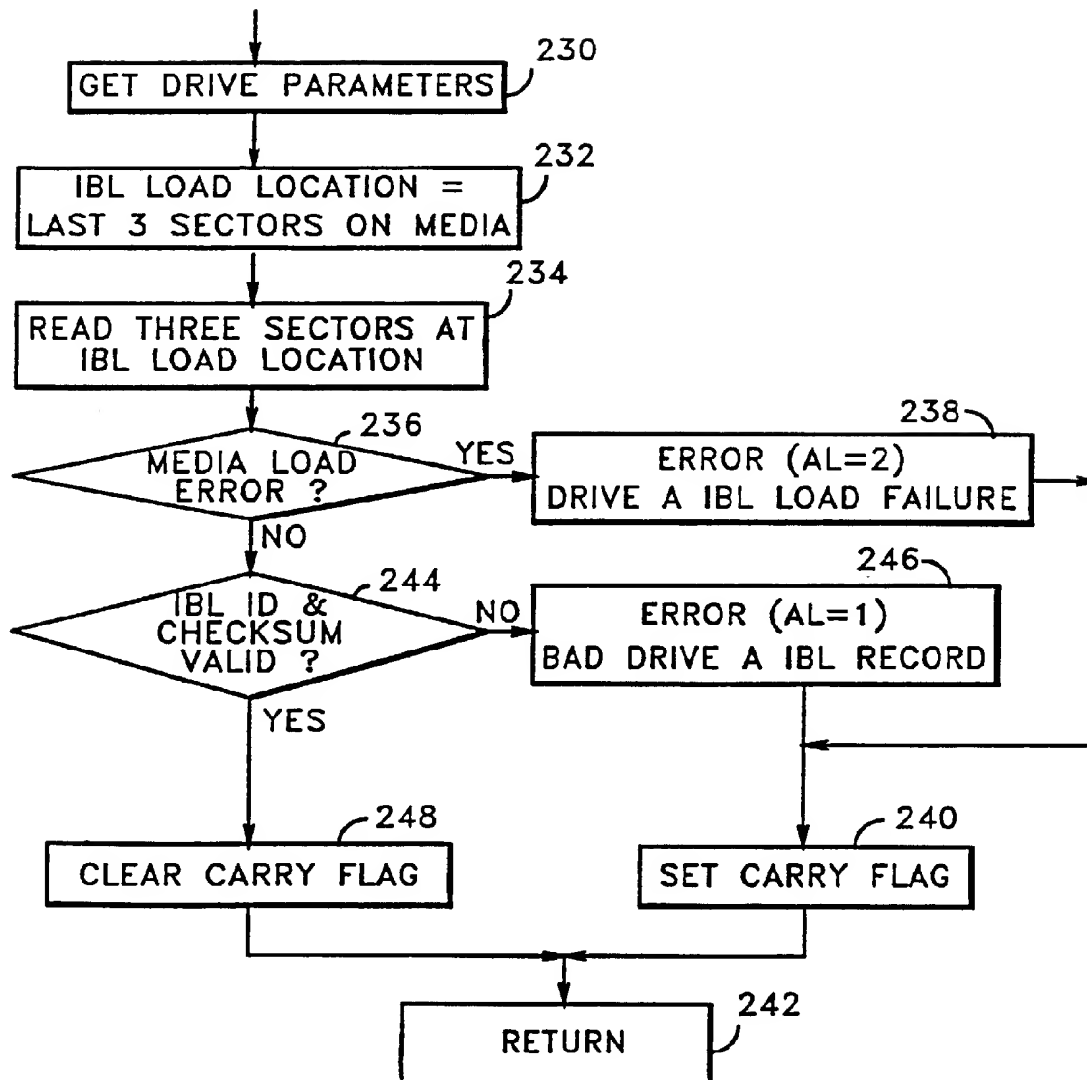 230
GET DRIVE PARAMETERS
232
IBL LOAD LOCATION =
LAST 3 SECTORS ON MEDIA
234
READ THREE SECTORS AT
IBL LOAD LOCATION
236
MEDIA LOAD
ERROR ?
YES
NO
238
ERROR (AL=2)
DRIVE A IBL LOAD FAILURE
244
IBL ID &
CHECKSUM
VALID ?
NO
YES
246
ERROR (AL=1)
BAD DRIVE A IBL RECORD
248
CLEAR CARRY FLAG
240
SET CARRY FLAG
242
RETURN